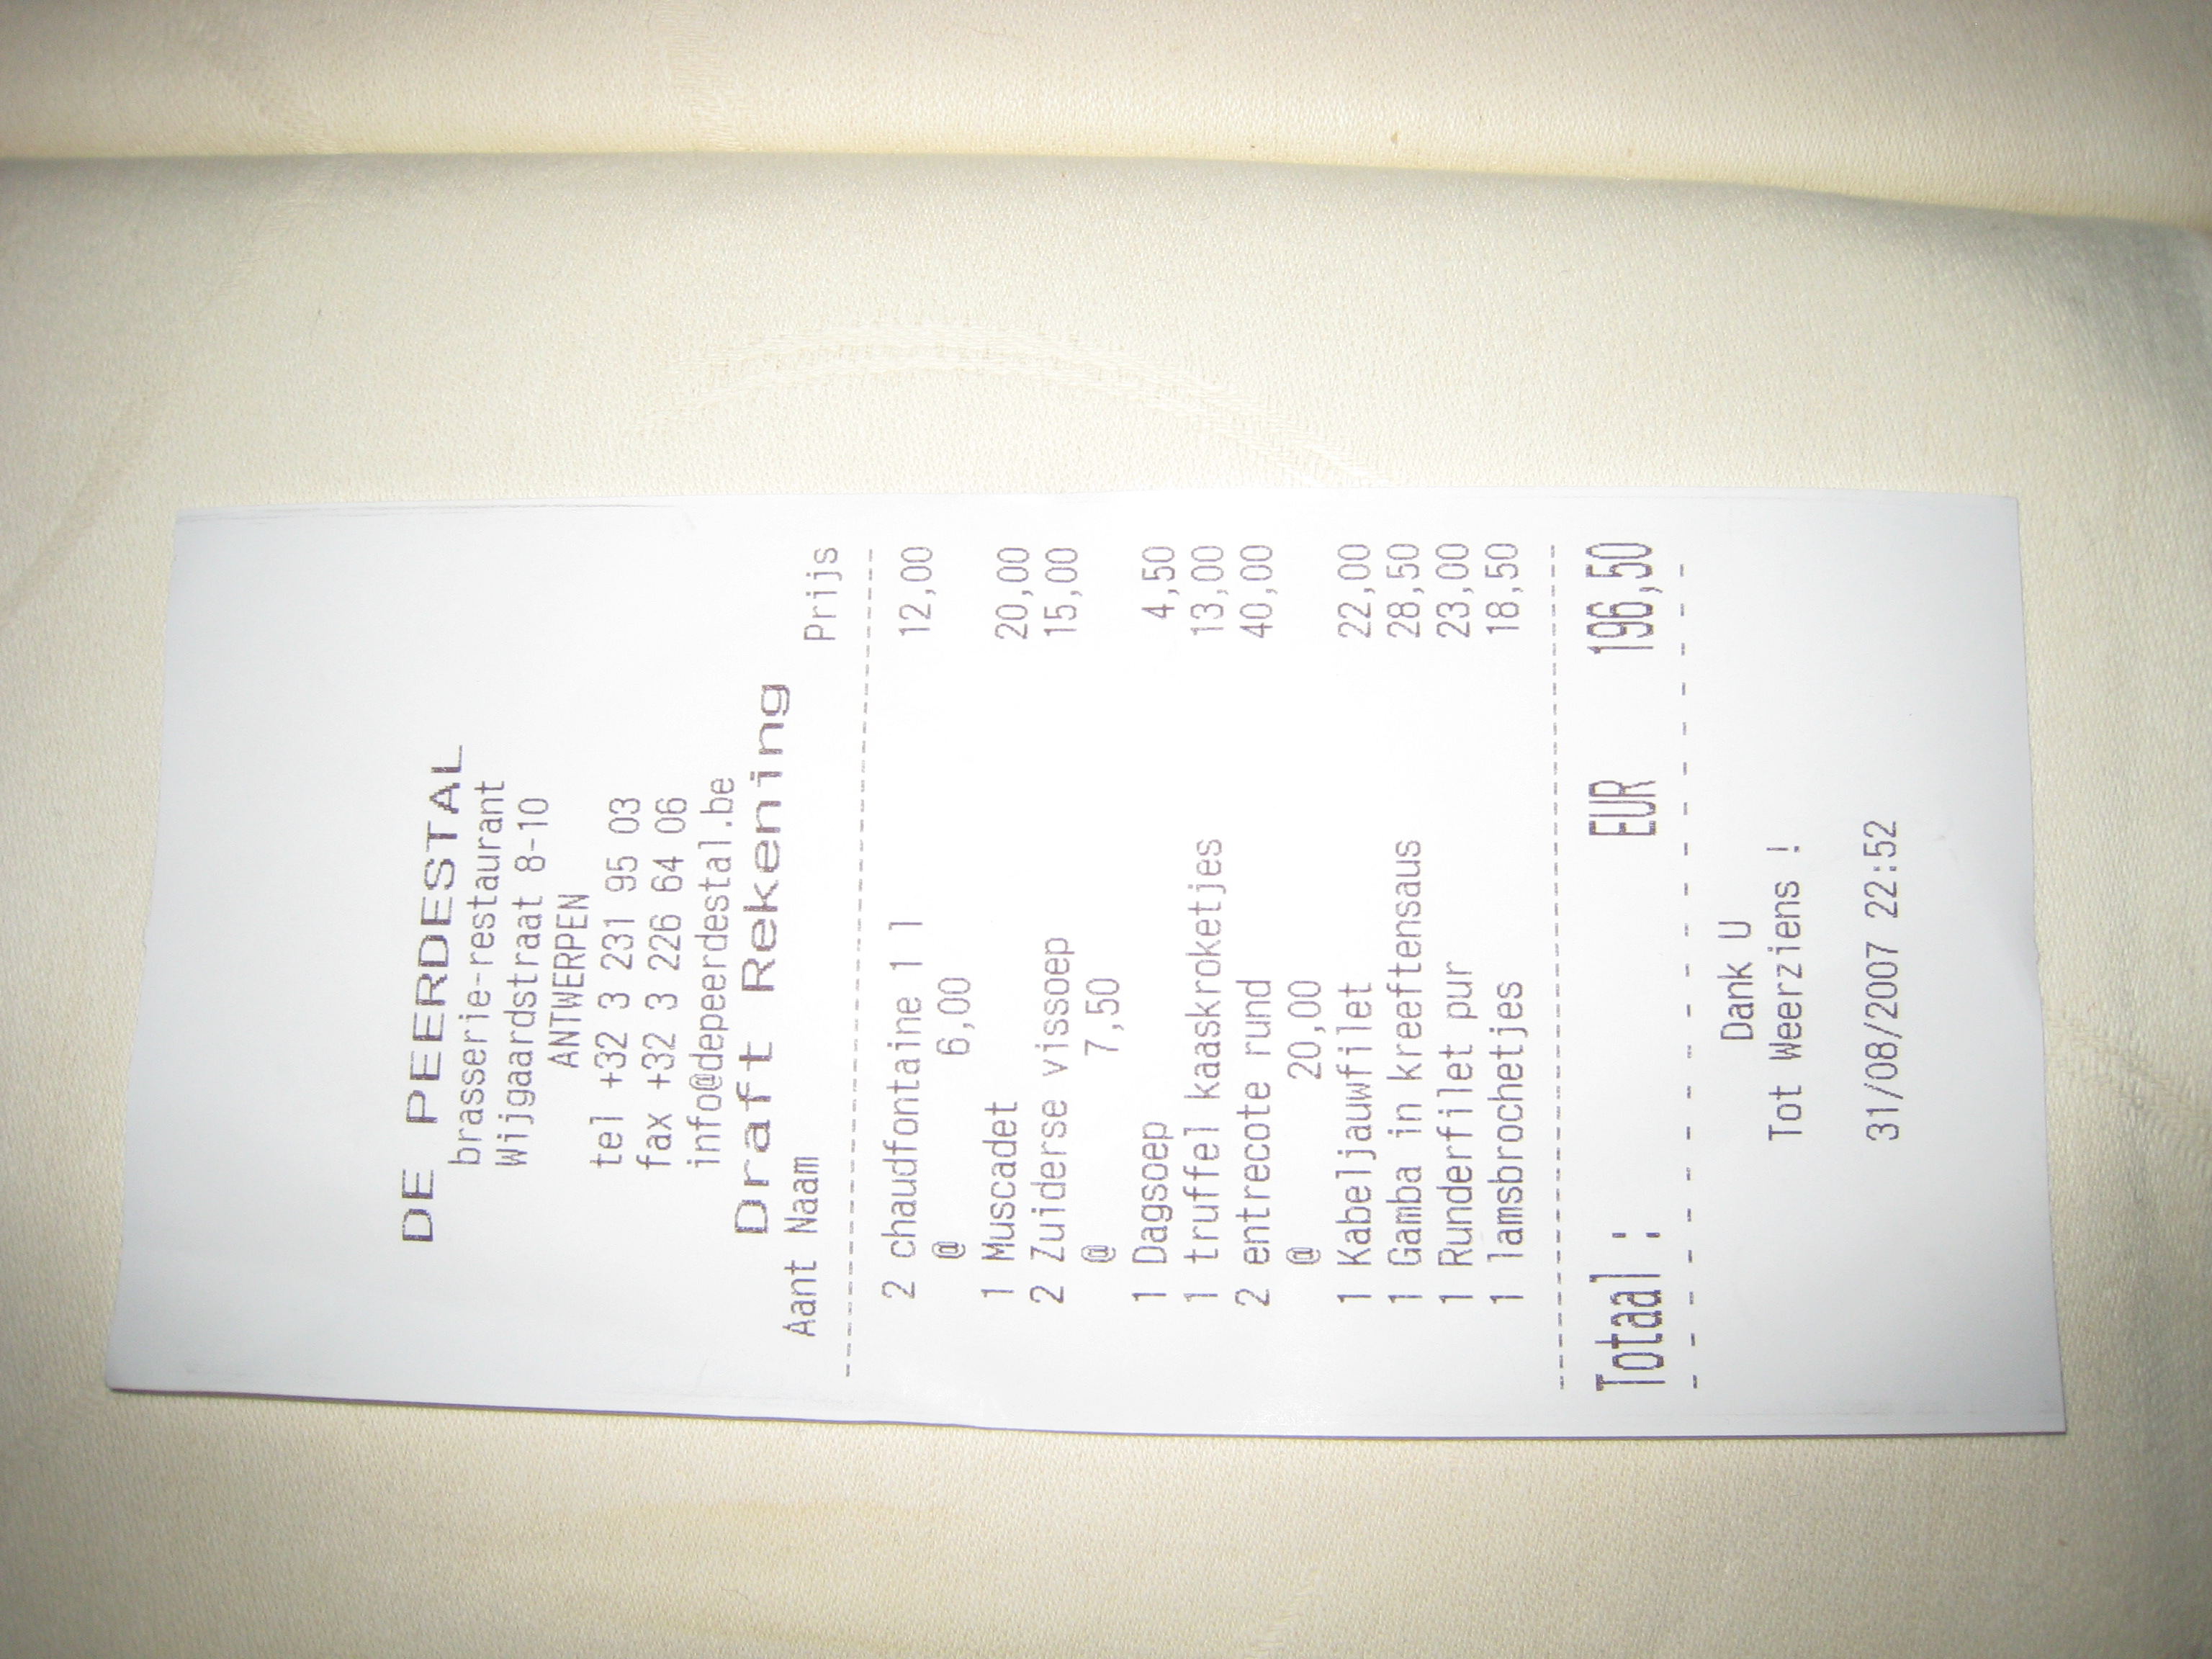 DE PEERDESTAL
brasserie-restaurant
Wijgaardstraat 8-10
ANTWERPEN
tel +32 3 231 95 03
fax +32 3 226 64 06
info@depeerdestal.be
Draft Rekening
Aant Naam Prijs
2 chaudfontaine 1 l 12,00
@ 6,00
1 Muscadet 20,00
2 Zuiderse vissoep 15,00
@ 7,50
1 Dagsoep 4,50
1 truffel kaaskroketjes 13,00
2 entrecote rund 40,00
@ 20,00
1 Kabeljauwfilet 22,00
1 Gamba in kreeftensaus 28,50
1 Runderfilet pur 23,00
1 lamsbrochetjes 18,50
Totaal : EUR 196,50
Dank U
Tot Weerziens !
31/08/2007 22:52